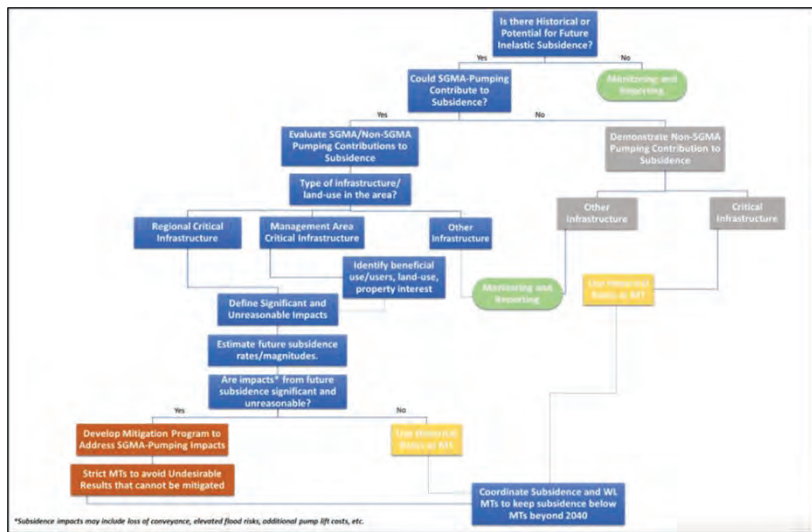 Is there Historical or
Potential for Future
Inelastic Subsidence?
Yes
No
Could SGMA-Pumping
Contribute to
Subsidence?
Monitoring and
Reporting
Yes
No
Evaluate SGMA/Non-SGMA
Pumping Contributions to
Subsidence
Demonstrate Non-SGMA
Pumping Contribution to
Subsidence
Type of infrastructure/
land-use in the area?
Regional Critical
Infrastructure
Management Area
Critical Infrastructure
Other
Infrastructure
Other
Infrastructure
Critical
Infrastructure
Identify beneficial
use/users, land-use,
property interest
Monitoring and
Reporting
Use Historical
Define Significant and
Unreasonable Impacts
Estimate future subsidence
rates/magnitudes.
Are impacts* from future
subsidence significant and
unreasonable?
Yes
No
Develop Mitigation Program to
Address SGMA-Pumping Impacts
Use Historical
Strict MTs to avoid Undesirable
Results that cannot be mitigated
Coordinate Subsidence and WL
MTs to keep subsidence below
MTs beyond 2040
*Subsidence impacts may include loss of conveyance, elevated flood risks, additional pump lift costs, etc.